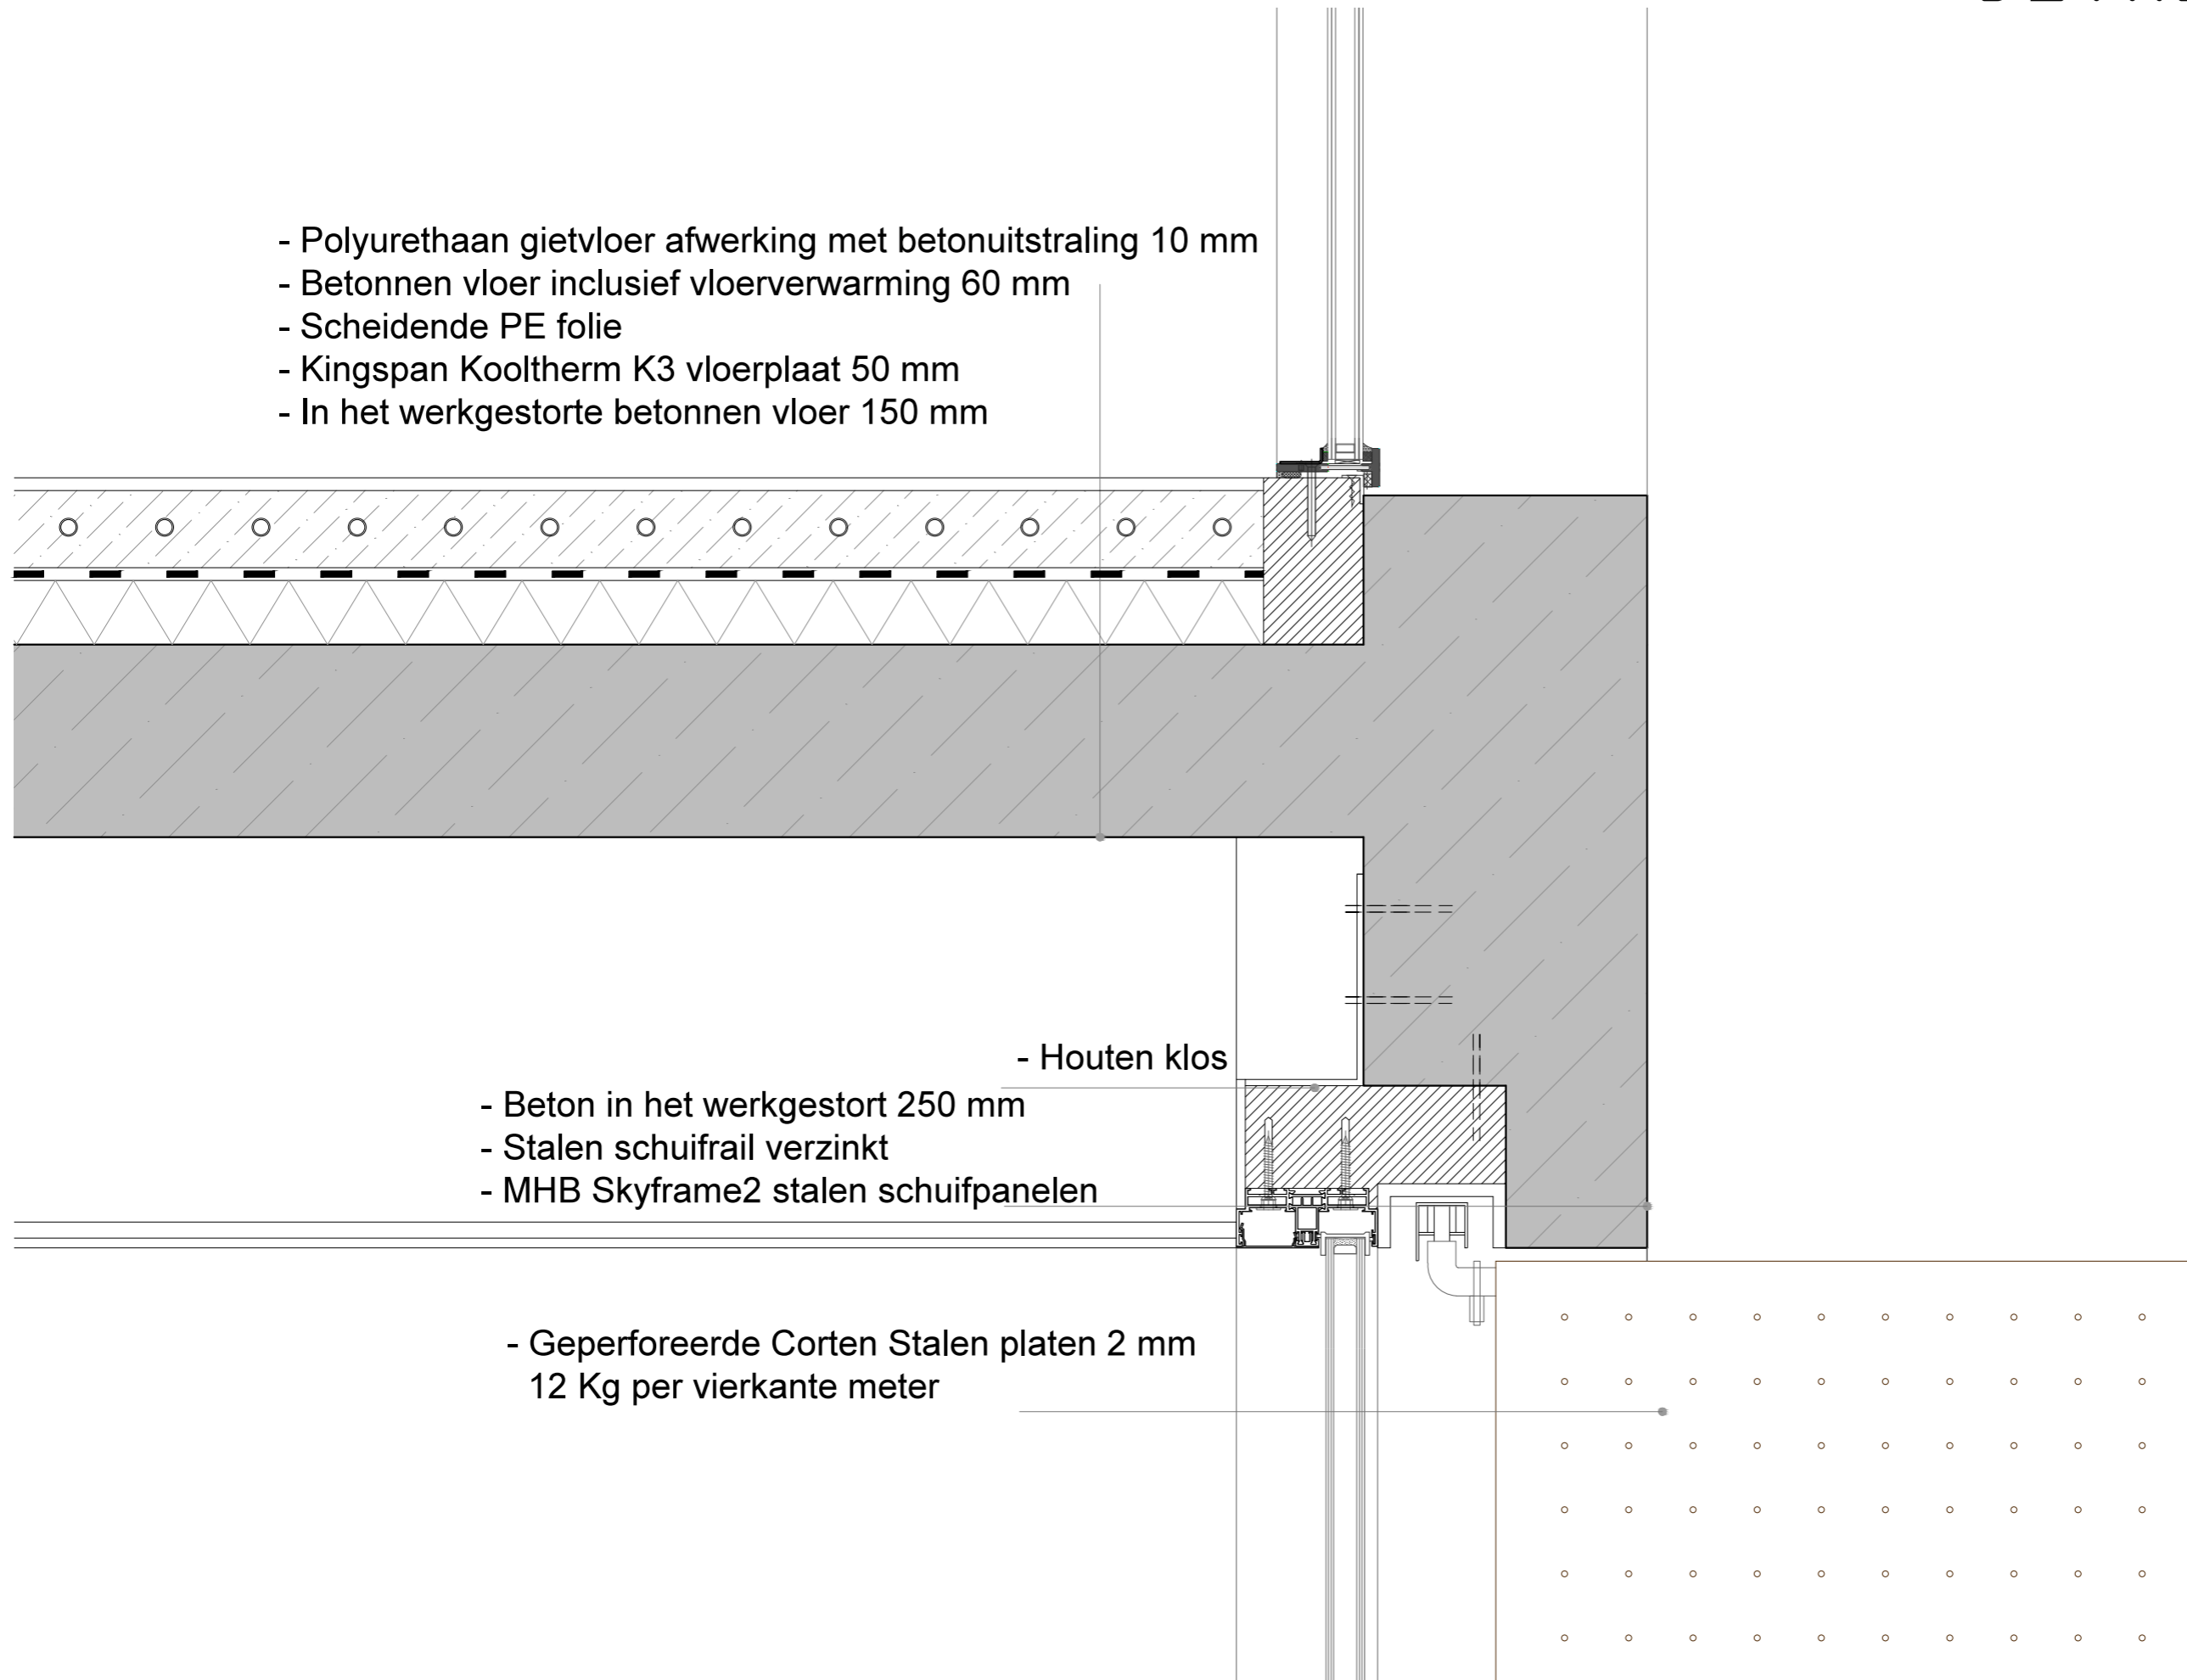 - Polyurethaan gietvloer afwerking met betonuitstraling 10 mm
- Betonnen vloer inclusief vloerverwarming 60 mm
- Scheidende PE folie
- Kingspan Kooltherm K3 vloerplaat 50 mm
- In het werkgestorte betonnen vloer 150 mm
- Houten klos
- Beton in het werkgestort 250 mm
- Stalen schuifrail verzinkt
- MHB Skyframe2 stalen schuifpanelen
- Geperforeerde Corten Stalen platen 2 mm
12 Kg per vierkante meter